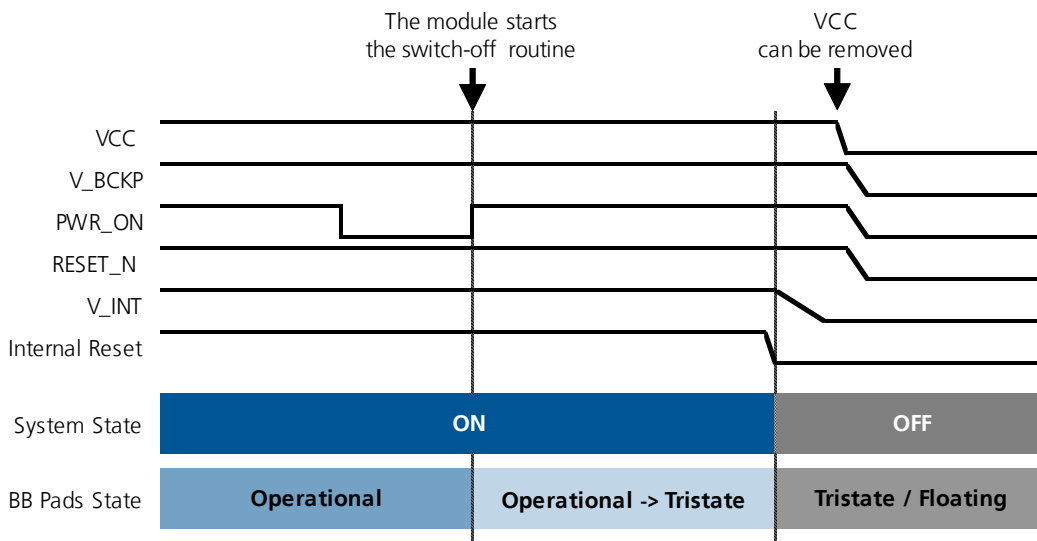 The module starts
the switch-off routine
VCC
can be removed
VCC
V_BCKP
PWR_ON
RESET_N
V_INT
Internal Reset
System State
ON
OFF
BB Pads State
Operational
Operational -> Tristate
Tristate / Floating